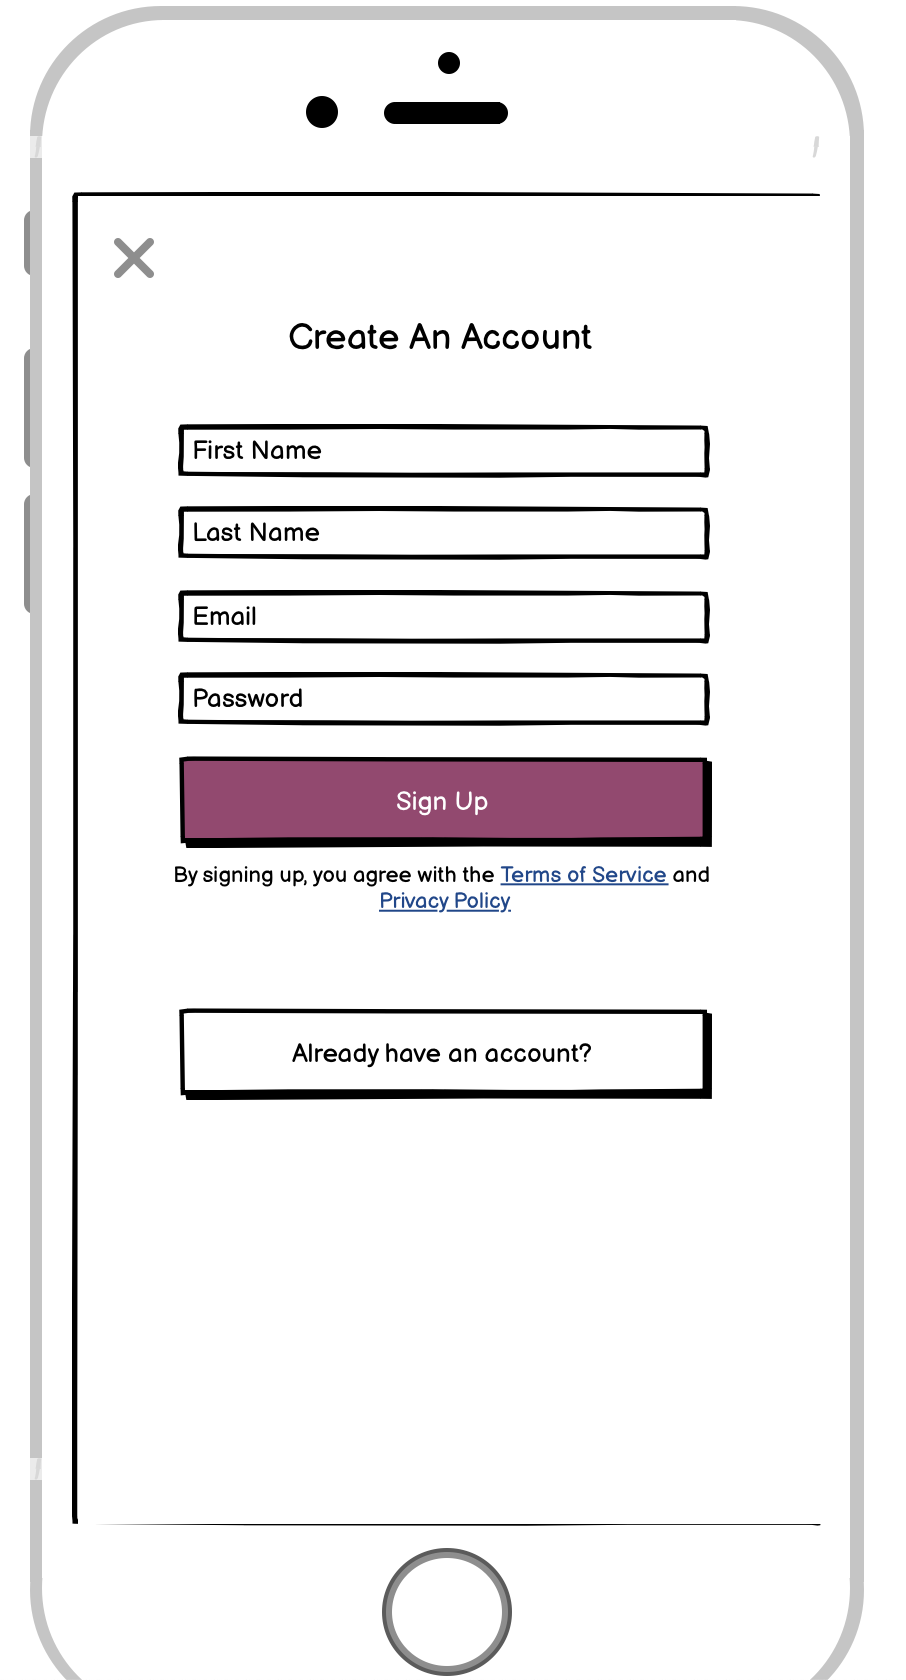 Create An Account
First Name
Last Name
Email
Password
Sign Up
By signing up, you agree with the Terms of Service and
Privacy Policy
Already have an account?